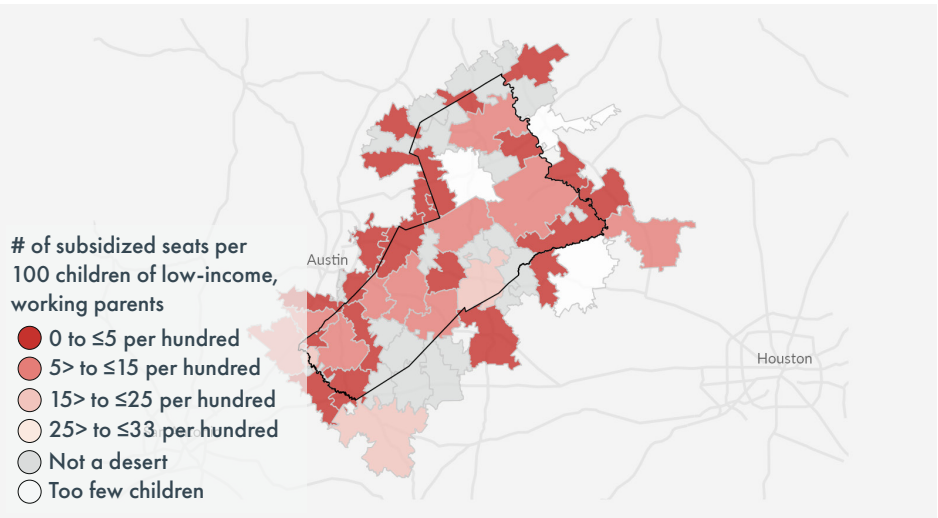 # of subsidized seats per
100 children of low-income,
working parents
0 to ≤5 per hundred
5> to ≤15 per hundred
15> to ≤25 per hundred
25> to ≤33 per hundred
Not a desert
Too few children
Austin
Houston